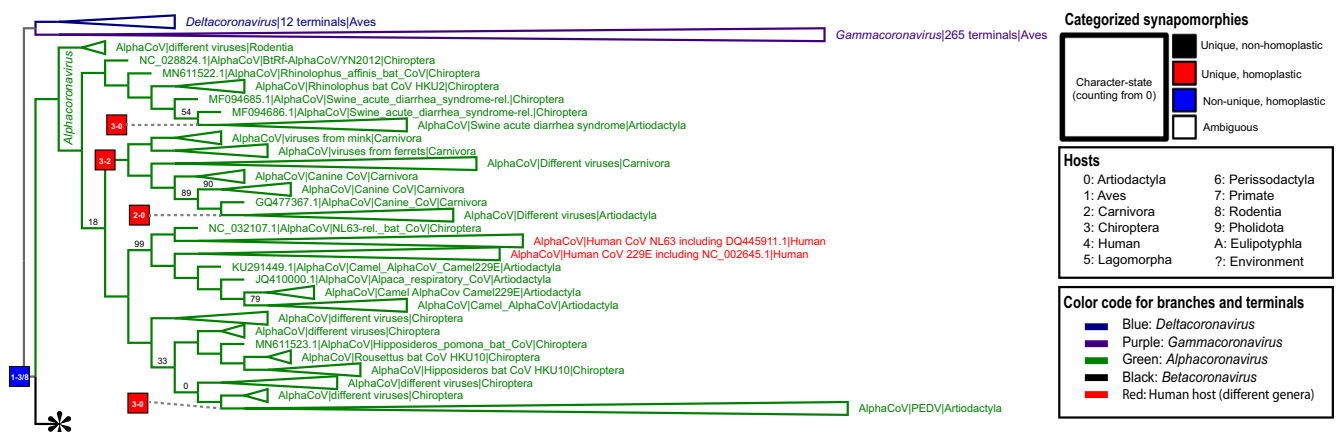 Deltacoronavirus|12 terminals|Aves
Gammacoronavirus|265 terminals|Aves
Alphacoronavirus
AlphaCoV|different viruses|Rodentia
NC_028824.1|AlphaCoV|BtRf-AlphaCoV/YN2012|Chiroptera
MN611522.1|AlphaCoV|Rhinolophus_affinis_bat_CoV|Chiroptera
AlphaCoV|Rhinolophus bat CoV HKU2|Chiroptera
MF094685.1|AlphaCoV|Swine_acute_diarrhea_syndrome-rel.|Chiroptera
54
MF094686.1|AlphaCoV|Swine_acute_diarrhea_syndrome-rel.|Chiroptera
3-0
AlphaCoV|Swine acute diarrhea syndrome|Artiodactyla
AlphaCoV|viruses from mink|Carnivora
AlphaCoV|viruses from ferrets|Carnivora
3-2
AlphaCoV|Different viruses|Carnivora
AlphaCoV|Canine CoV|Carnivora
90
AlphaCoV|Canine CoV|Carnivora
89
GQ477367.1|AlphaCoV|Canine_CoV|Carnivora
2-0
AlphaCoV|Different viruses|Artiodactyla
18
NC_032107.1|AlphaCoV|NL63-rel._bat_CoV|Chiroptera
99
AlphaCoV|Human CoV NL63 including DQ445911.1|Human
AlphaCoV|Human CoV 229E including NC_002645.1|Human
KU291449.1|AlphaCoV|Camel_AlphaCoV_Camel229E|Artiodactyla
JQ410000.1|AlphaCoV|Alpaca_respiratory_CoV|Artiodactyla
AlphaCoV|Camel AlphaCov Camel229E|Artiodactyla
79
AlphaCoV|Camel_AlphaCoV|Artiodactyla
AlphaCoV|different viruses|Chiroptera
AlphaCoV|different viruses|Chiroptera
MN611523.1|AlphaCoV|Hipposideros_pomona_bat_CoV|Chiroptera
AlphaCoV|Rousettus bat CoV HKU10|Chiroptera
33
AlphaCoV|Hipposideros bat CoV HKU10|Chiroptera
1-3/8
0
AlphaCoV|different viruses|Chiroptera
AlphaCoV|different viruses|Chiroptera
3-0
AlphaCoV|PEDV|Artiodactyla
*
Categorized synapomorphies
Character-state
(counting from 0)
Unique, non-homoplastic
Unique, homoplastic
Non-unique, homoplastic
Ambiguous
Hosts
0: Artiodactyla
1: Aves
2: Carnivora
3: Chiroptera
4: Human
5: Lagomorpha
6: Perissodactyla
7: Primate
8: Rodentia
9: Pholidota
A: Eulipotyphla
?: Environment
Color code for branches and terminals
Blue: Deltacoronavirus
Purple: Gammacoronavirus
Green: Alphacoronavirus
Black: Betacoronavirus
Red: Human host (different genera)